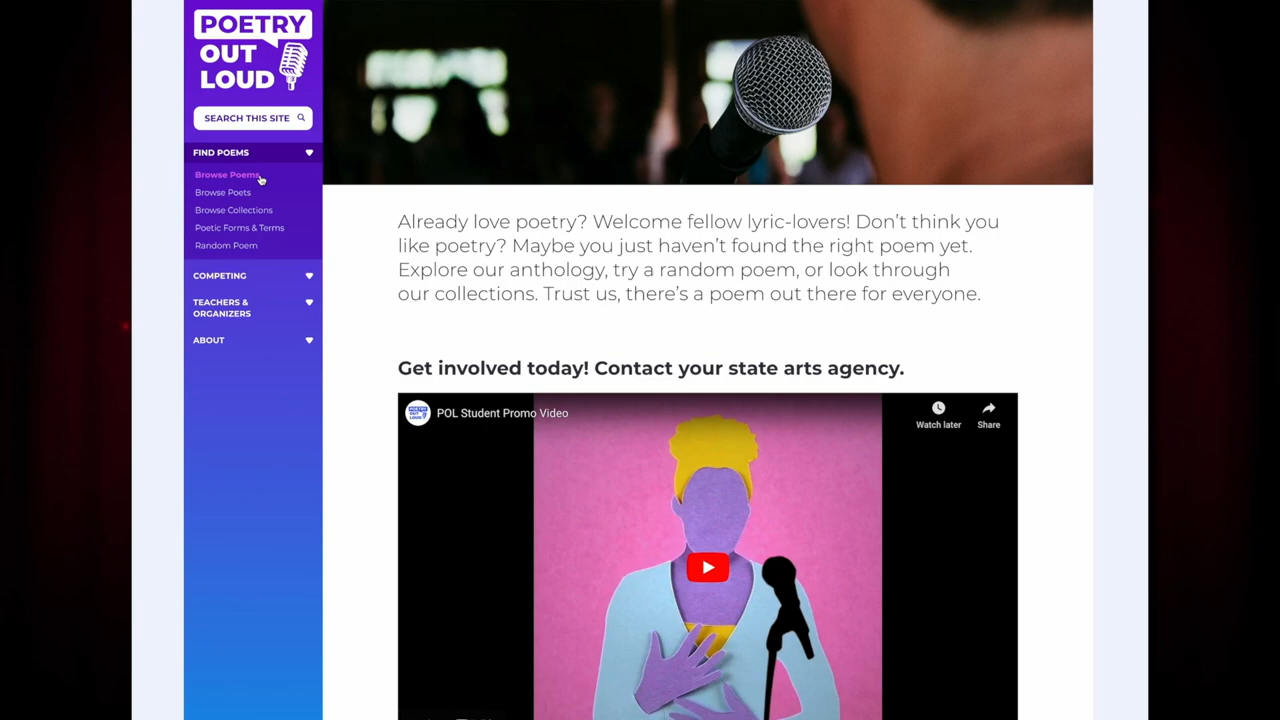 POETRY
OUT
LOUD
SEARCH THIS SITE
FIND POEMS
Browse Poems
Browse Poets
Browse Collections
Poetic Forms & Terms
Random Poem
COMPETING
TEACHERS &
ORGANIZERS
ABOUT
Already love poetry? Welcome fellow lyric-lovers! Don't think you
like poetry? Maybe you just haven't found the right poem yet.
Explore our anthology, try a random poem, or look through
our collections. Trust us, there's a poem out there for everyone.
Get involved today! Contact your state arts agency.
POETRY
OUT
LOUD
POL Student Promo Video
Watch later
Share